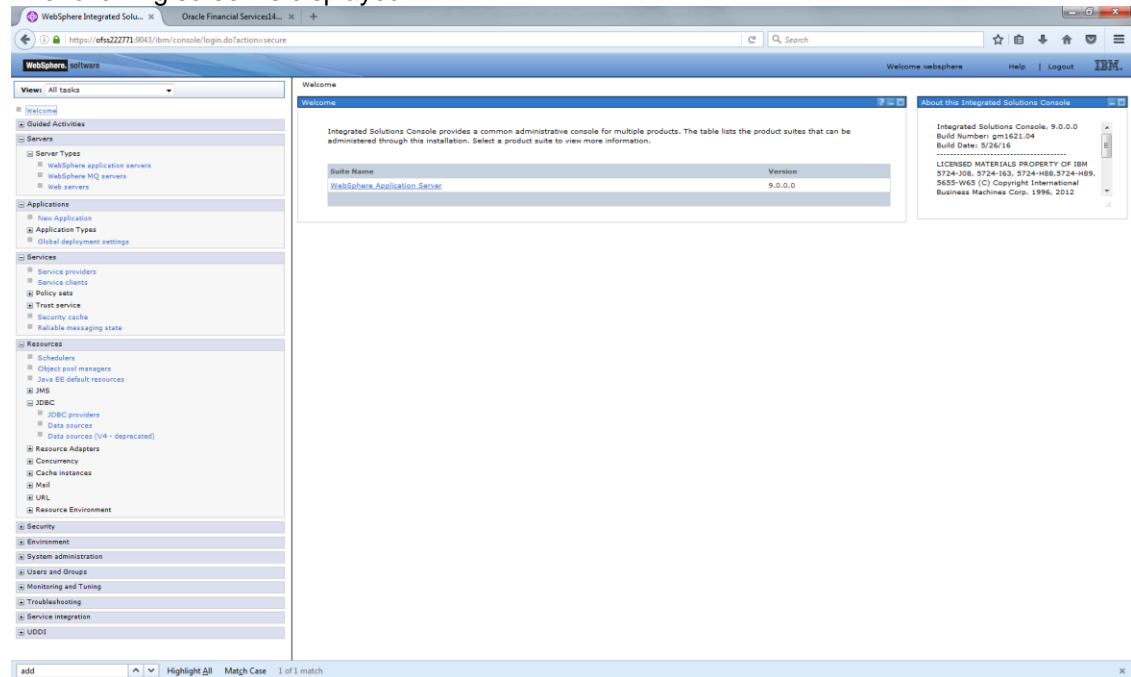 WebSphere Integrated Solu... ×
Oracle Financial Services14... × +
https://ofss222771:9043/ibm/console/login.do?action=secure
Search
WebSphere. software
Welcome websphere Help | Logout IBM.
View: All tasks
Welcome
Guided Activities
Servers
Server Types
WebSphere application servers
WebSphere MQ servers
Web servers
Applications
New Application
Application Types
Global deployment settings
Services
Service providers
Service clients
Policy sets
Trust service
Security cache
Reliable messaging state
Resources
Schedulers
Object pool managers
Java EE default resources
JMS
JDBC
JDBC providers
Data sources
Data sources (V4 - deprecated)
Resource Adapters
Concurrency
Cache instances
Mail
URL
Resource Environment
Security
Environment
System administration
Users and Groups
Monitoring and Tuning
Troubleshooting
Service integration
UDDI
Welcome
Welcome
Integrated Solutions Console provides a common administrative console for multiple products. The table lists the product suites that can be
administered through this installation. Select a product suite to view more information.
Suite Name Version
WebSphere Application Server 9.0.0.0
About this Integrated Solutions Console
Integrated Solutions Console, 9.0.0.0
Build Number: gm1621.04
Build Date: 5/26/16
----------------------------------
LICENSED MATERIALS PROPERTY OF IBM
5724-J08, 5724-I63, 5724-H88,5724-H89,
5655-W65 (C) Copyright International
Business Machines Corp. 1996, 2012
add Highlight All Match Case 1 of 1 match ×